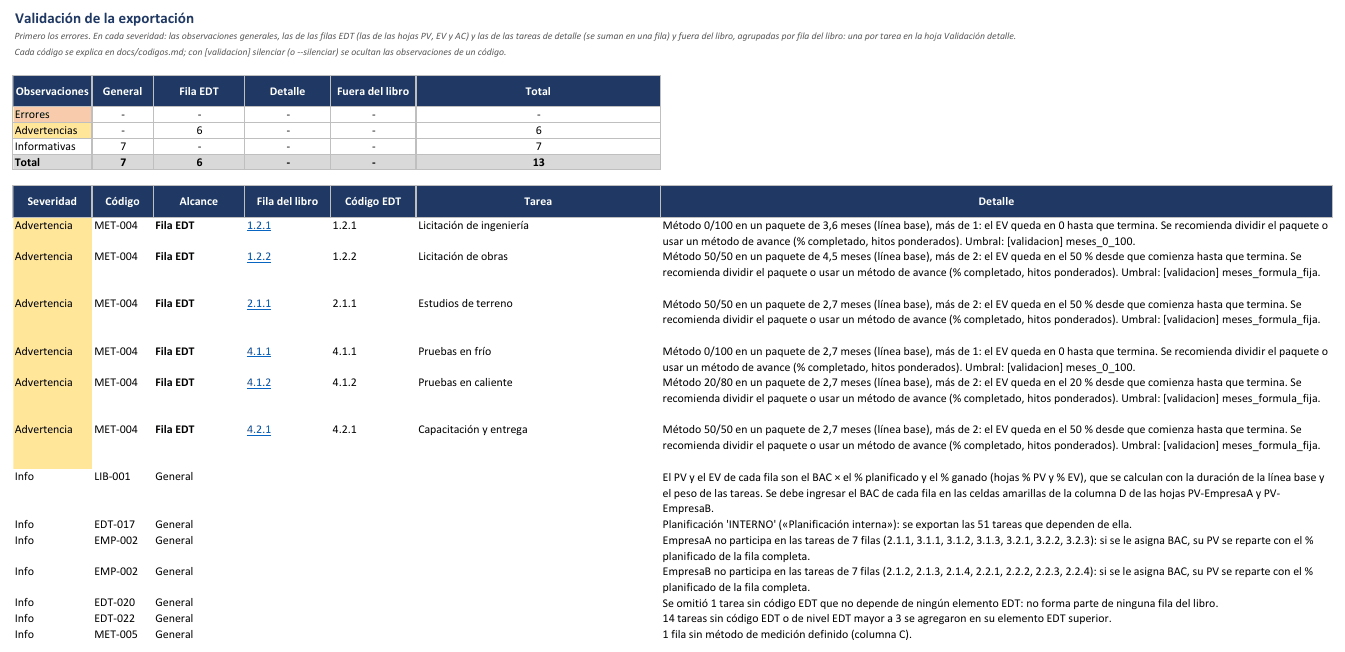 Validación de la exportación
Primero los errores. En cada severidad: las observaciones generales, las de las filas EDT (las de las hojas PV, EV y AC) y las de las tareas de detalle (se suman en una fila) y fuera del libro, agrupadas por fila del libro: una por tarea en la hoja Validación detalle.
Cada código se explica en docs/codigos.md; con [validacion] silenciar (o --silenciar) se ocultan las observaciones de un código.
Observaciones General Fila EDT Detalle Fuera del libro Total
Errores - - - - -
Advertencias - 6 - - 6
Informativas 7 - - - 7
Total 7 6 - - 13
Severidad Código Alcance Fila del libro Código EDT Tarea Detalle
Advertencia MET-004 Fila EDT 1.2.1 1.2.1 Licitación de ingeniería Método 0/100 en un paquete de 3,6 meses (línea base), más de 1: el EV queda en 0 hasta que termina. Se recomienda dividir el paquete o
usar un método de avance (% completado, hitos ponderados). Umbral: [validacion] meses_0_100.
Advertencia MET-004 Fila EDT 1.2.2 1.2.2 Licitación de obras Método 50/50 en un paquete de 4,5 meses (línea base), más de 2: el EV queda en el 50 % desde que comienza hasta que termina. Se
recomienda dividir el paquete o usar un método de avance (% completado, hitos ponderados). Umbral: [validacion] meses_formula_fija.
Advertencia MET-004 Fila EDT 2.1.1 2.1.1 Estudios de terreno Método 50/50 en un paquete de 2,7 meses (línea base), más de 2: el EV queda en el 50 % desde que comienza hasta que termina. Se
recomienda dividir el paquete o usar un método de avance (% completado, hitos ponderados). Umbral: [validacion] meses_formula_fija.
Advertencia MET-004 Fila EDT 4.1.1 4.1.1 Pruebas en frío Método 0/100 en un paquete de 2,7 meses (línea base), más de 1: el EV queda en 0 hasta que termina. Se recomienda dividir el paquete o
usar un método de avance (% completado, hitos ponderados). Umbral: [validacion] meses_0_100.
Advertencia MET-004 Fila EDT 4.1.2 4.1.2 Pruebas en caliente Método 20/80 en un paquete de 2,7 meses (línea base), más de 2: el EV queda en el 20 % desde que comienza hasta que termina. Se
recomienda dividir el paquete o usar un método de avance (% completado, hitos ponderados). Umbral: [validacion] meses_formula_fija.
Advertencia MET-004 Fila EDT 4.2.1 4.2.1 Capacitación y entrega Método 50/50 en un paquete de 2,7 meses (línea base), más de 2: el EV queda en el 50 % desde que comienza hasta que termina. Se
recomienda dividir el paquete o usar un método de avance (% completado, hitos ponderados). Umbral: [validacion] meses_formula_fija.
Info LIB-001 General El PV y el EV de cada fila son el BAC × el % planificado y el % ganado (hojas % PV y % EV), que se calculan con la duración de la línea base y
el peso de las tareas. Se debe ingresar el BAC de cada fila en las celdas amarillas de la columna D de las hojas PV-EmpresaA y PV-
EmpresaB.
Info EDT-017 General Planificación 'INTERNO' («Planificación interna»): se exportan las 51 tareas que dependen de ella.
Info EMP-002 General EmpresaA no participa en las tareas de 7 filas (2.1.1, 3.1.1, 3.1.2, 3.1.3, 3.2.1, 3.2.2, 3.2.3): si se le asigna BAC, su PV se reparte con el %
planificado de la fila completa.
Info EMP-002 General EmpresaB no participa en las tareas de 7 filas (2.1.2, 2.1.3, 2.1.4, 2.2.1, 2.2.2, 2.2.3, 2.2.4): si se le asigna BAC, su PV se reparte con el %
planificado de la fila completa.
Info EDT-020 General Se omitió 1 tarea sin código EDT que no depende de ningún elemento EDT: no forma parte de ninguna fila del libro.
Info EDT-022 General 14 tareas sin código EDT o de nivel EDT mayor a 3 se agregaron en su elemento EDT superior.
Info MET-005 General 1 fila sin método de medición definido (columna C).